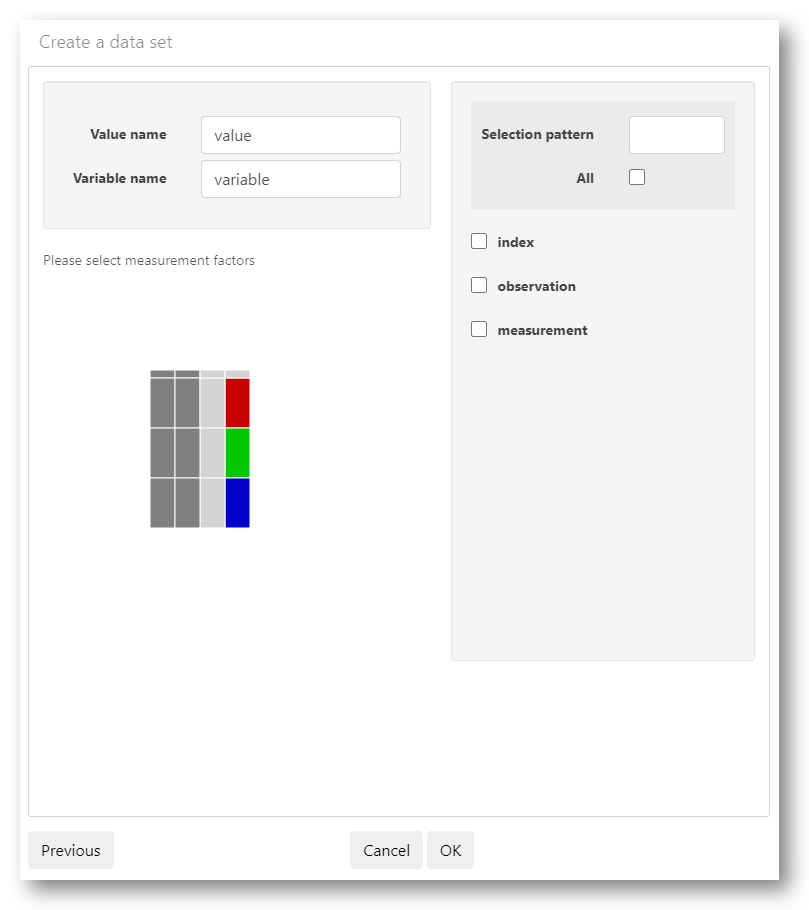 Create a data set
Value name
value
Variable name
variable
Please select measurement factors
Selection pattern
All
index
observation
measurement
Previous
Cancel
OK